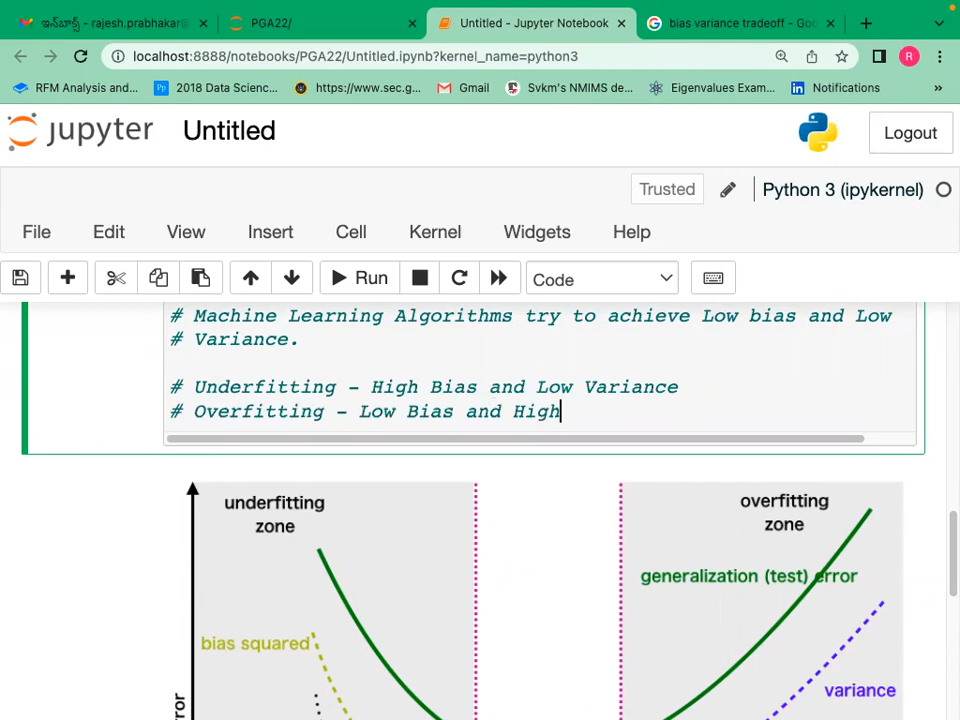 ఇన్‌బాక్స్ - rajesh.prabhakar@
PGA22/
Untitled - Jupyter Notebook
bias variance tradeoff - Goo
localhost:8888/notebooks/PGA22/Untitled.ipynb?kernel_name=python3
R
RFM Analysis and...
2018 Data Scienc...
https://www.sec.g...
Gmail
Svkm's NMIMS de...
Eigenvalues Exam...
Notifications
»
jupyter
Untitled
Logout
Trusted
Python 3 (ipykernel)
File
Edit
View
Insert
Cell
Kernel
Widgets
Help
Run
Code
# Machine Learning Algorithms try to achieve Low bias and Low
# Variance.
# Underfitting - High Bias and Low Variance
# Overfitting - Low Bias and High
underfitting
zone
overfitting
zone
generalization (test) error
bias squared
variance